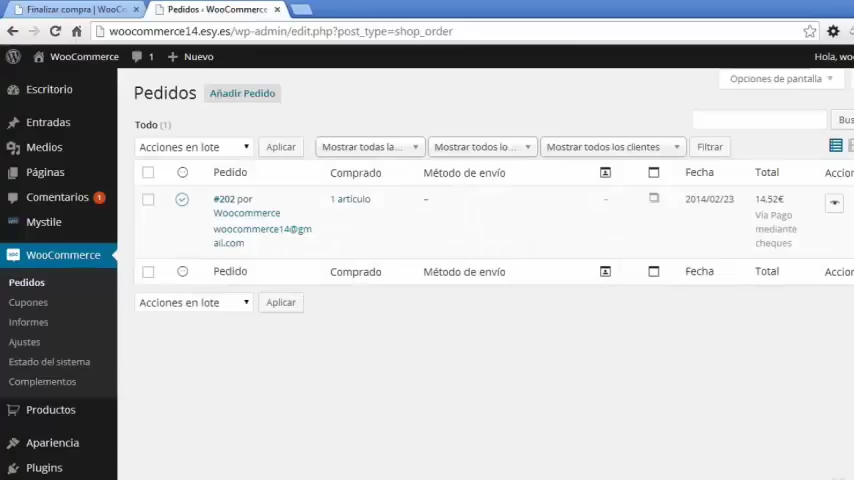 Finalizar compra | WooC
Pedidos ‹ WooCommerce
woocommerce14.esy.es/wp-admin/edit.php?post_type=shop_order
WooCommerce
1
Nuevo
Hola, wo
Escritorio
Entradas
Medios
Páginas
Comentarios 1
Mystile
WooCommerce
Pedidos
Cupones
Informes
Ajustes
Estado del sistema
Complementos
Productos
Apariencia
Plugins
Opciones de pantalla
Pedidos Añadir Pedido
Todo (1)
Bus
Acciones en lote Aplicar Mostrar todas la... Mostrar todos lo... Mostrar todos los clientes Filtrar
Pedido Comprado Método de envío Fecha Total Accion
#202 por 1 artículo – – 2014/02/23 14.52€
Woocommerce Vía Pago
woocommerce14@gm mediante
ail.com cheques
Pedido Comprado Método de envío Fecha Total Accion
Acciones en lote Aplicar